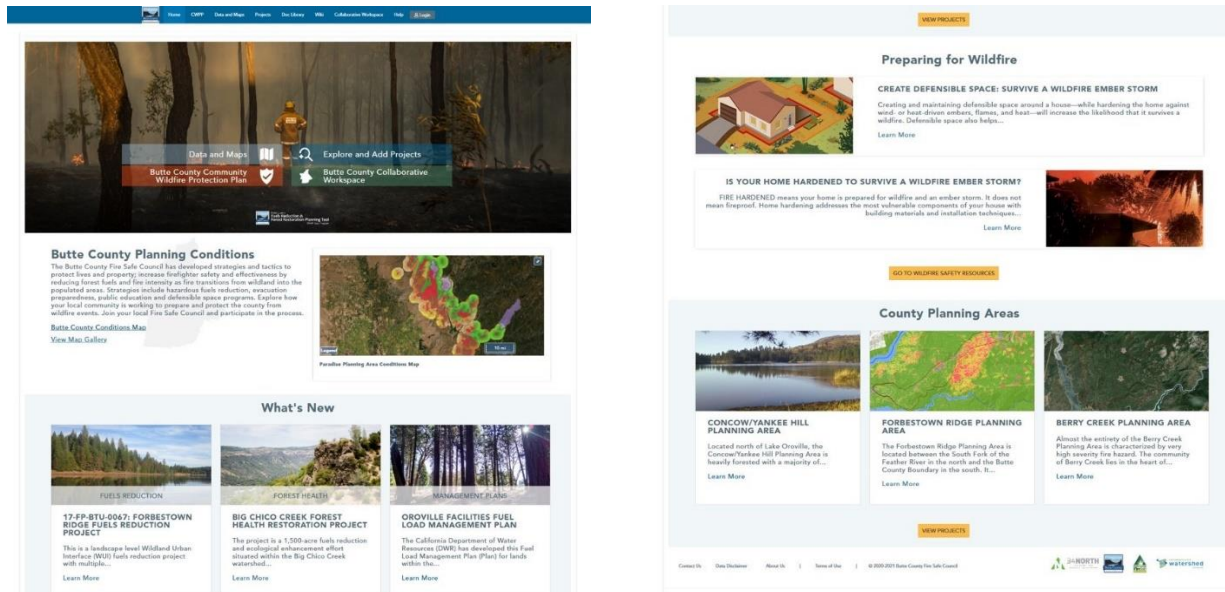 Home CWPP Data and Maps Projects Doc Library Wiki Collaborative Workspace Help Login
Data and Maps
Explore and Add Projects
Butte County Community
Wildfire Protection Plan
Butte County Collaborative
Workspace
Fuels Reduction &
Forest Restoration Planning Tool
Butte County Planning Conditions
The Butte County Fire Safe Council has developed strategies and tactics to
protect lives and property; increase firefighter safety and effectiveness by
reducing forest fuels and fire intensity as fire transitions from wildland into the
populated areas. Strategies include hazardous fuels reduction, evacuation
preparedness, public education and defensible space programs. Explore how
your local community is working to prepare and protect the county from
wildfire events. Join your local Fire Safe Council and participate in the process.
Butte County Conditions Map
View Map Gallery
Paradise Planning Area Conditions Map
What's New
FUELS REDUCTION
17-FP-BTU-0067; FORBESTOWN
RIDGE FUELS REDUCTION
PROJECT
This is a landscape level Wildland Urban
Interface (WUI) fuels reduction project
with multiple...
Learn More
FOREST HEALTH
BIG CHICO CREEK FOREST
HEALTH RESTORATION PROJECT
The project is a 1,500-acre fuels reduction
and ecological enhancement effort
situated within the Big Chico Creek
watershed...
Learn More
MANAGEMENT PLANS
OROVILLE FACILITIES FUEL
LOAD MANAGEMENT PLAN
The California Department of Water
Resources (DWR) has developed this Fuel
Load Management Plan (Plan) for lands
within the...
Learn More
VIEW PROJECTS
Preparing for Wildfire
CREATE DEFENSIBLE SPACE: SURVIVE A WILDFIRE EMBER STORM
Creating and maintaining defensible space around a house—while hardening the home against
wind- or heat-driven embers, flames, and heat—will increase the likelihood that it survives a
wildfire. Defensible space also helps...
Learn More
IS YOUR HOME HARDENED TO SURVIVE A WILDFIRE EMBER STORM?
FIRE HARDENED means your home is prepared for wildfire and an ember storm. It does not
mean fireproof. Home hardening addresses the most vulnerable components of your house with
building materials and installation techniques...
Learn More
GO TO WILDFIRE SAFETY RESOURCES
County Planning Areas
CONCOW/YANKEE HILL
PLANNING AREA
Located north of Lake Oroville, the
Concow/Yankee Hill Planning Area is
heavily forested with a majority of...
Learn More
FORBESTOWN RIDGE PLANNING
AREA
The Forbestown Ridge Planning Area is
located between the South Fork of the
Feather River in the north and the Butte
County Boundary in the south. It...
Learn More
BERRY CREEK PLANNING AREA
Almost the entirety of the Berry Creek
Planning Area is characterized by very
high severity fire hazard. The community
of Berry Creek lies in the heart of...
Learn More
VIEW PROJECTS
Contact Us Data Disclaimer About Us | Terms of Use | © 2020-2021 Butte County Fire Safe Council
34 NORTH
watershed